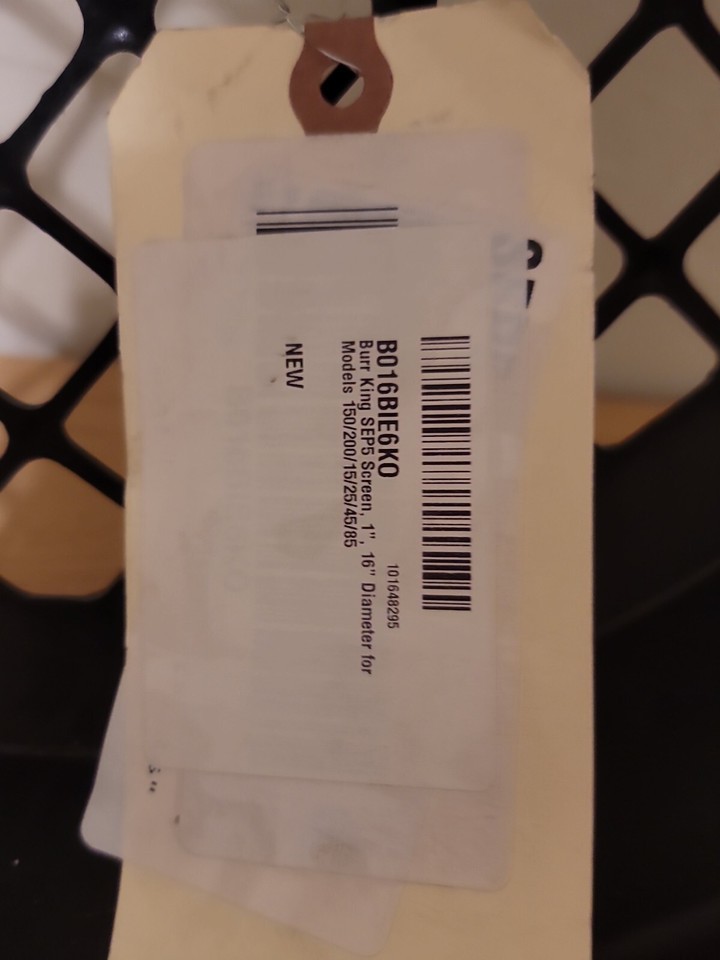 B016BIE6KO
101648295
Burr King SEP5 Screen, 1", 16" Diameter for
Models 150/200/15/25/45/85
NEW